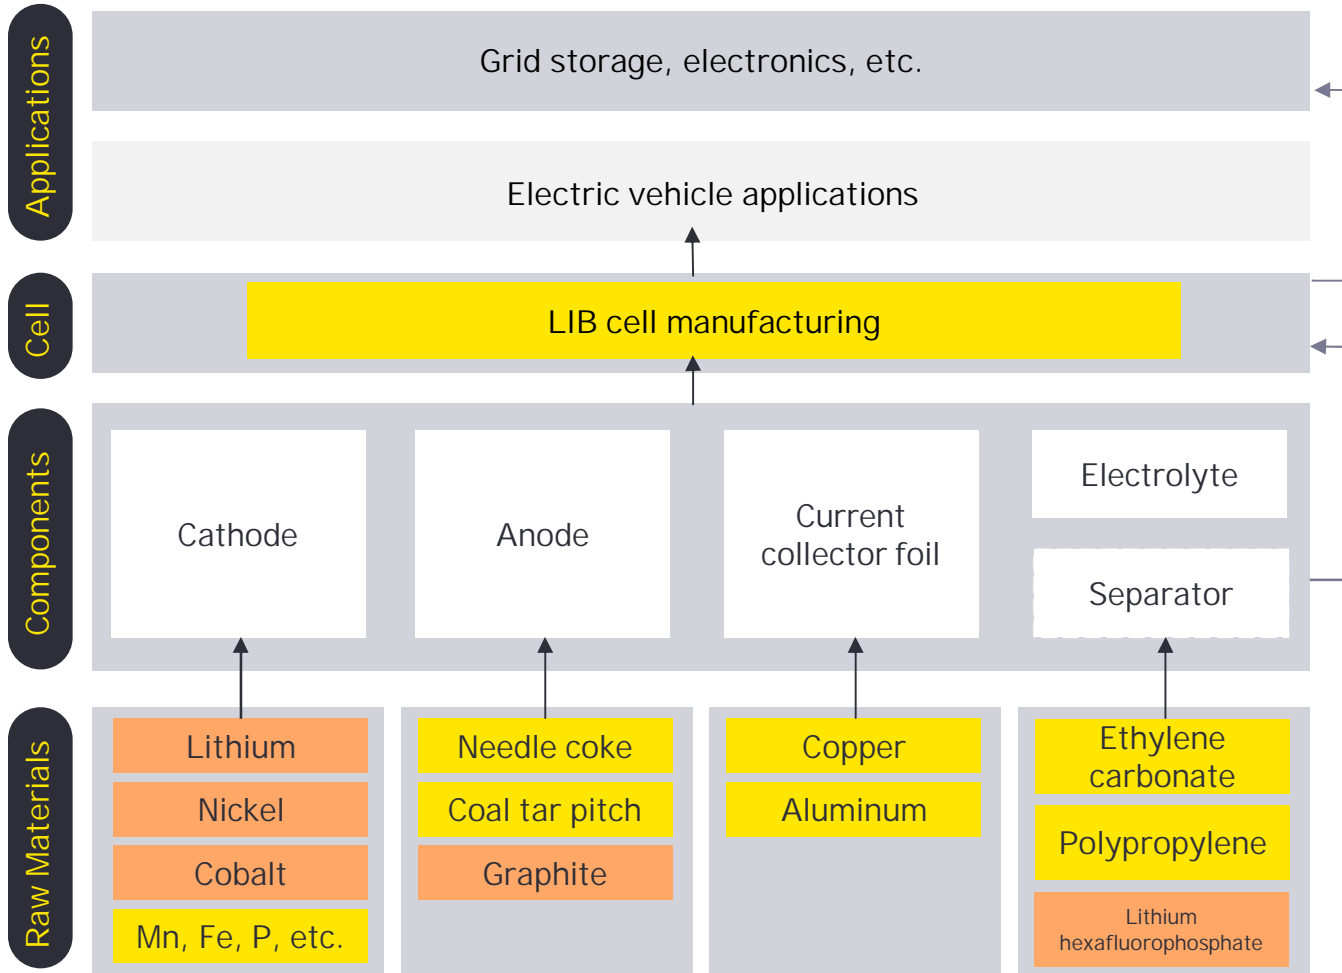 Applications
Grid storage, electronics, etc.
Electric vehicle applications
Cell
LIB cell manufacturing
Components
Cathode
Anode
Current
collector foil
Electrolyte
Separator
Raw Materials
Lithium
Nickel
Cobalt
Mn, Fe, P, etc.
Needle coke
Coal tar pitch
Graphite
Copper
Aluminum
Ethylene
carbonate
Polypropylene
Lithium
hexafluorophosphate